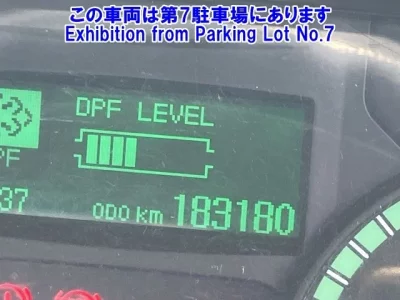 この車両は第7駐車場にあります
Exhibition from Parking Lot No.7
DPF LEVEL
PF
37
ODO km 183180